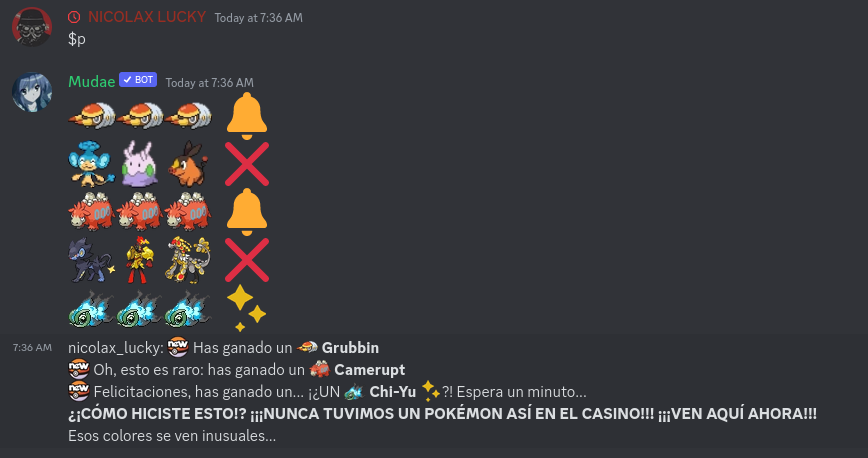 NICOLAX LUCKY Today at 7:36 AM
$p
Mudae BOT Today at 7:36 AM
7:36 AM nicolax_lucky: new Has ganado un Grubbin
new Oh, esto es raro: has ganado un Camerupt
new Felicitaciones, has ganado un... ¡¿UN Chi-Yu ?! Espera un minuto...
¿¡CÓMO HICISTE ESTO!? ¡¡¡NUNCA TUVIMOS UN POKÉMON ASÍ EN EL CASINO!!! ¡¡¡VEN AQUÍ AHORA!!!
Esos colores se ven inusuales...